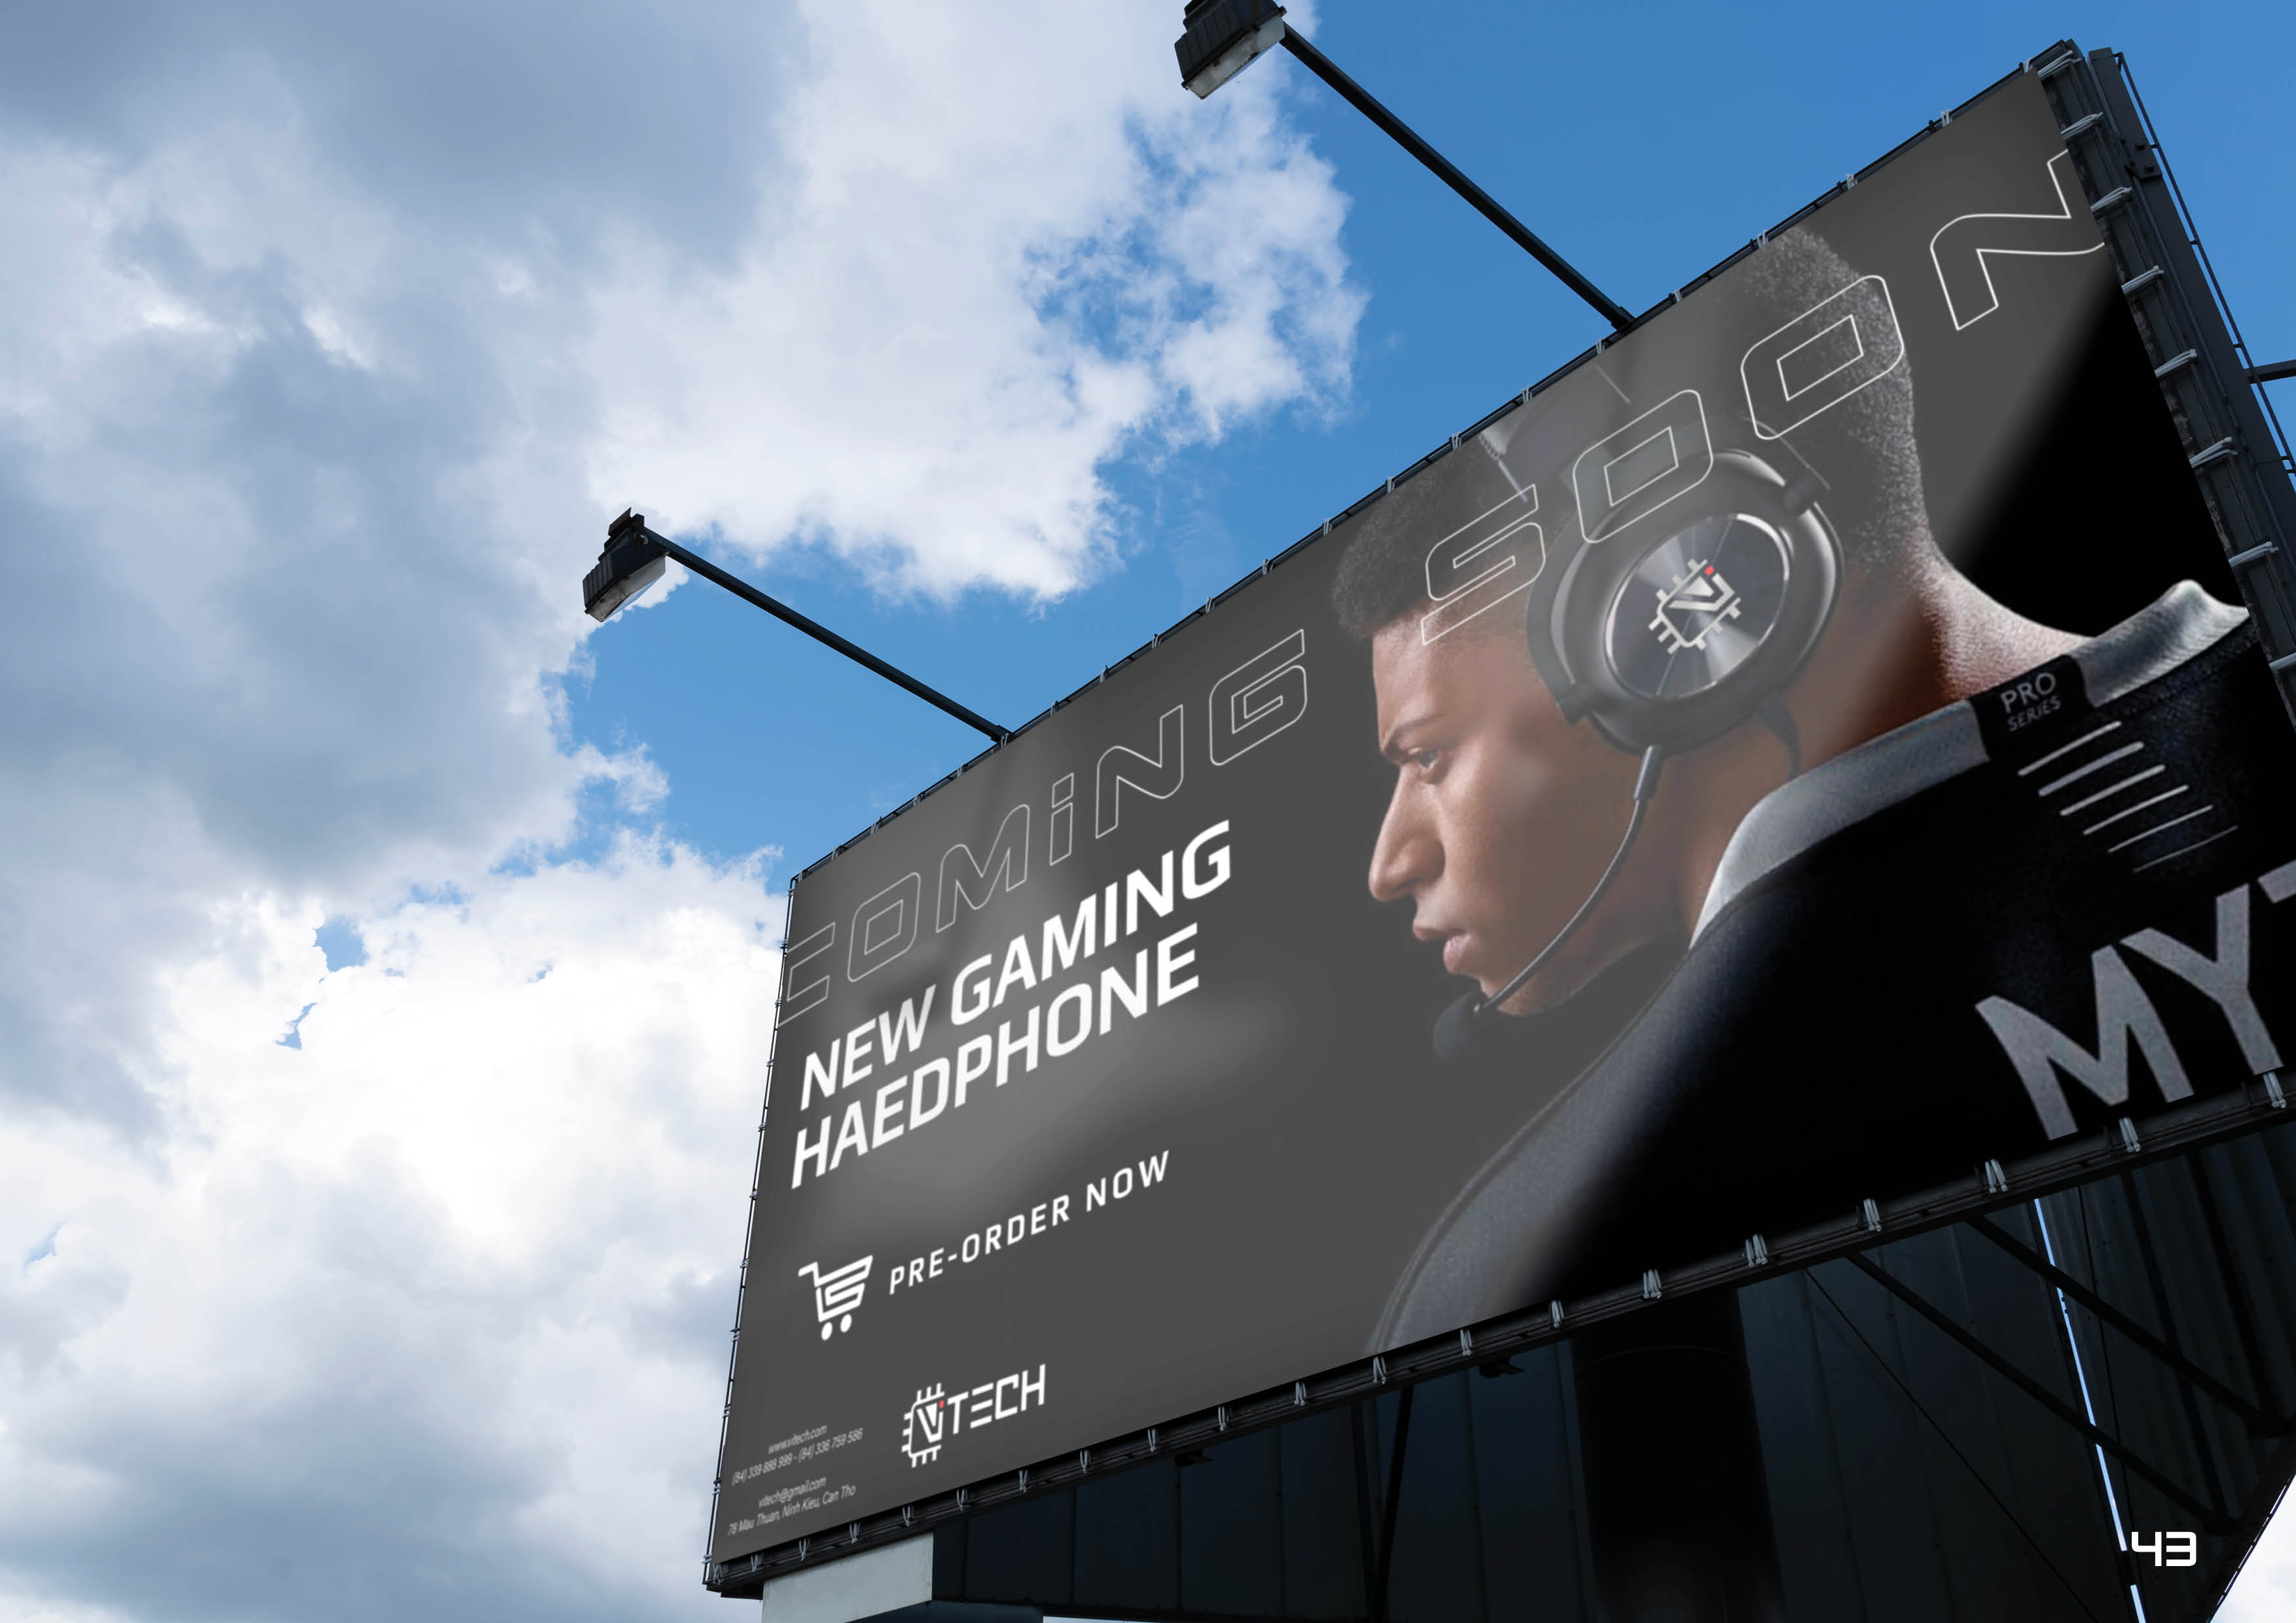 COMiNG SOON
NEW GAMING
HAEDPHONE
PRE-ORDER NOW
PRO
SERIES
MY
VTECH
www.vitech.com
(84) 339 888 999 - (84) 336 759 586
vitech@gmail.com
78 Mau Thuan, Ninh Kieu, Can Tho
43